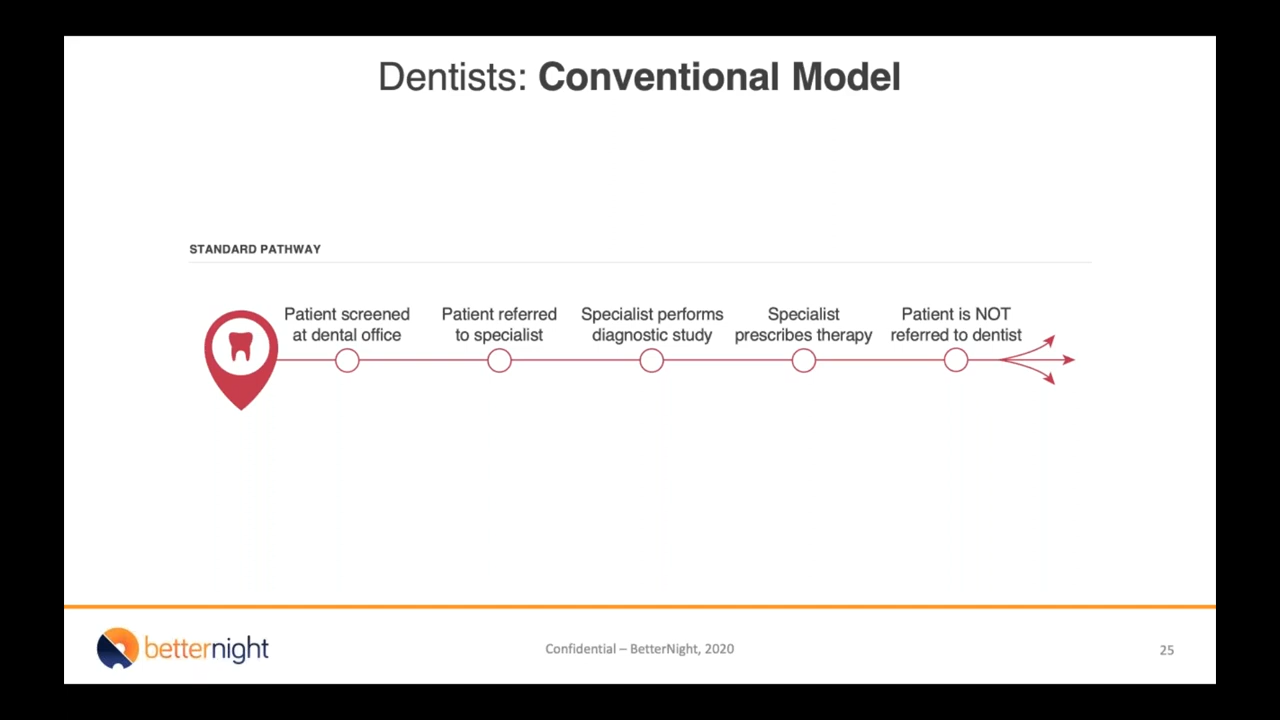 Dentists: Conventional Model
STANDARD PATHWAY
Patient screened
at dental office
Patient referred
to specialist
Specialist performs
diagnostic study
Specialist
prescribes therapy
Patient is NOT
referred to dentist
betternight
Confidential – BetterNight, 2020
25